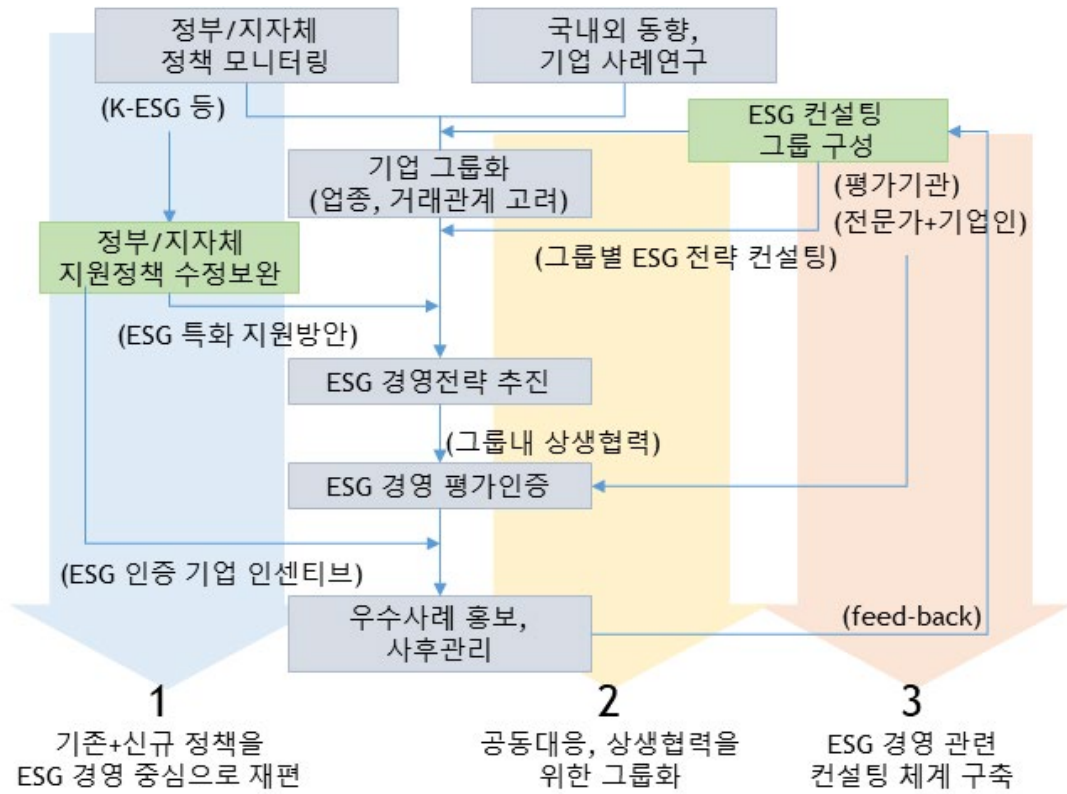 정부/지자체
정책 모니터링
국내외 동향,
기업 사례연구
(K-ESG 등)
ESG 컨설팅
그룹 구성
기업 그룹화
(업종, 거래관계 고려)
(평가기관)
(전문가+기업인)
정부/지자체
지원정책 수정보완
(그룹별 ESG 전략 컨설팅)
(ESG 특화 지원방안)
ESG 경영전략 추진
(그룹내 상생협력)
ESG 경영 평가인증
(ESG 인증 기업 인센티브)
우수사례 홍보,
사후관리
(feed-back)
1
기존+신규 정책을
ESG 경영 중심으로 재편
2
공동대응, 상생협력을
위한 그룹화
3
ESG 경영 관련
컨설팅 체계 구축